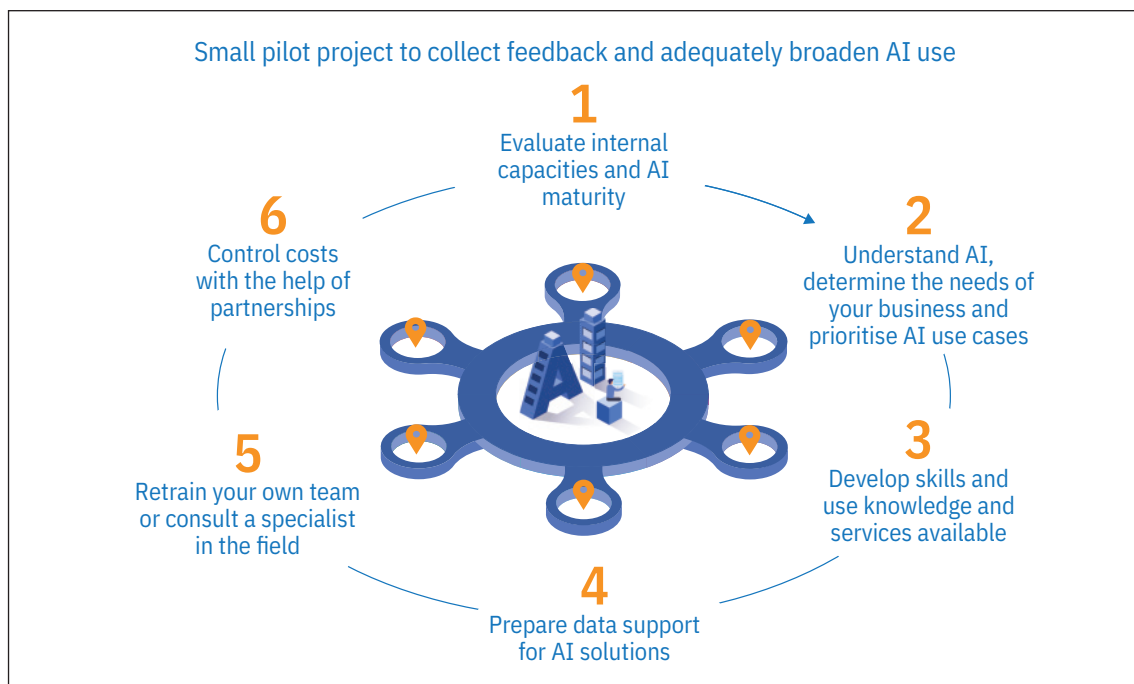 Small pilot project to collect feedback and adequately broaden AI use
1
Evaluate internal
capacities and AI
maturity
2
Understand AI,
determine the needs of
your business and
prioritise AI use cases
3
Develop skills and
use knowledge and
services available
4
Prepare data support
for AI solutions
5
Retrain your own team
or consult a specialist
in the field
6
Control costs
with the help of
partnerships
AI